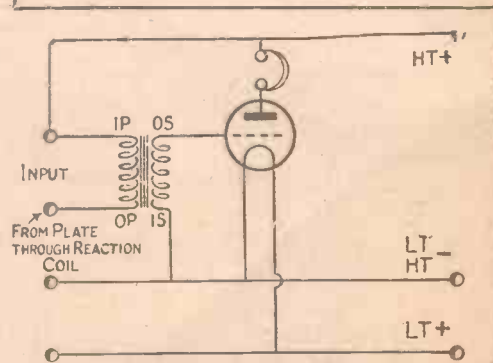 HT+
IP OS
INPUT
OP IS
FROM PLATE
THROUGH REACTION
COIL
LT -
HT
LT+